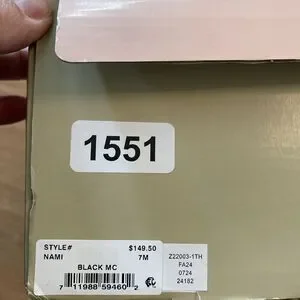 1551
STYLE# $149.50
NAMI 7M
BLACK MC
7 11988 59460 2
Z22003-1TH
FA24
0724
24182